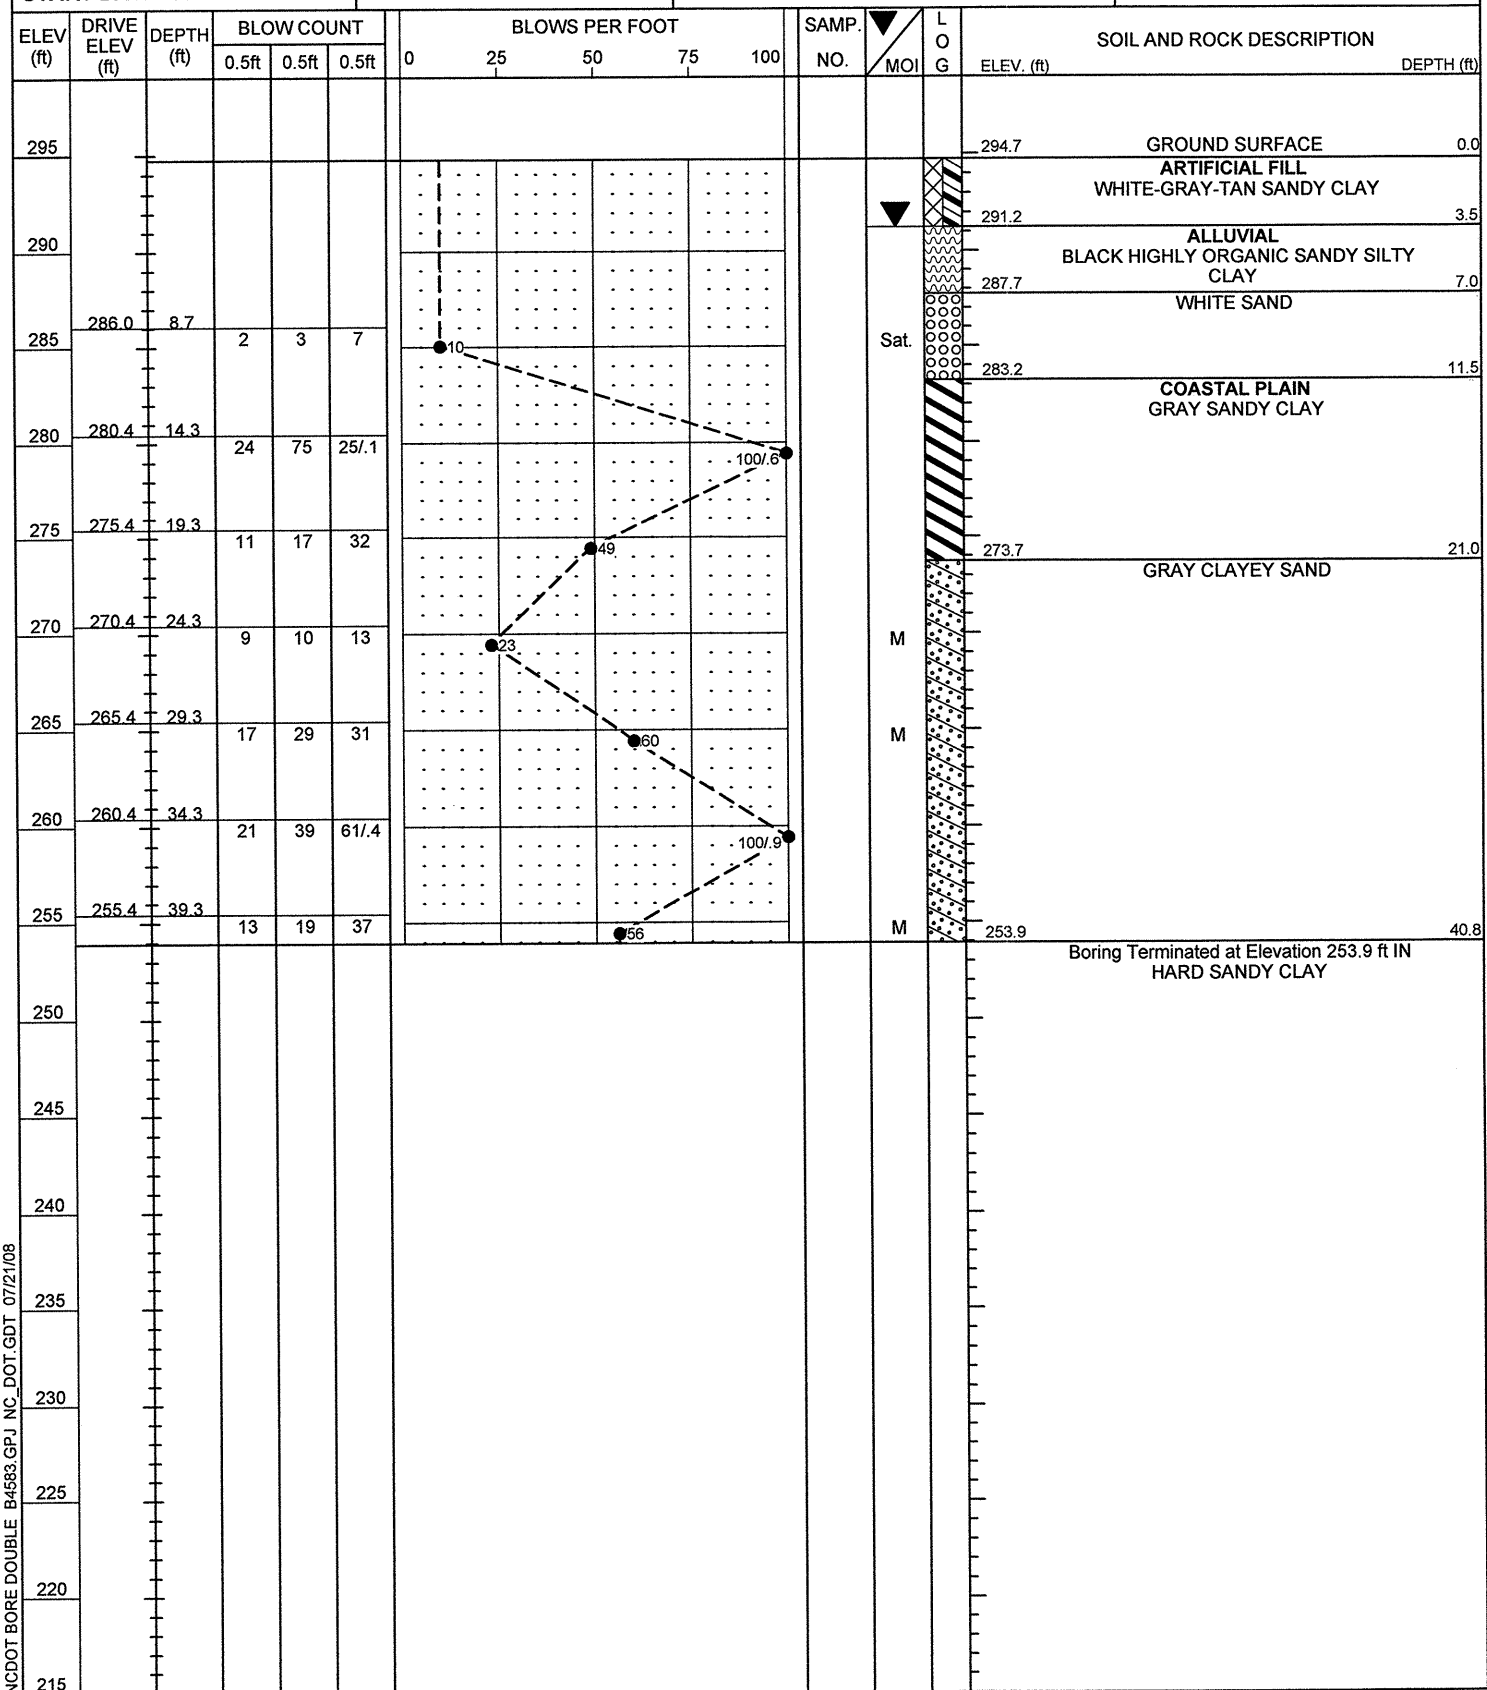 ELEV (ft) DRIVE ELEV (ft) DEPTH (ft) BLOW COUNT BLOWS PER FOOT SAMP. NO. MOI LOG SOIL AND ROCK DESCRIPTION
0.5ft 0.5ft 0.5ft 0 25 50 75 100 ELEV. (ft) DEPTH (ft)
295 294.7 GROUND SURFACE 0.0
ARTIFICIAL FILL
WHITE-GRAY-TAN SANDY CLAY
291.2 3.5
290 ALLUVIAL
BLACK HIGHLY ORGANIC SANDY SILTY
CLAY
287.7 7.0
WHITE SAND
286.0 8.7
285 2 3 7 10 Sat.
283.2 11.5
COASTAL PLAIN
GRAY SANDY CLAY
280 280.4 14.3
24 75 25/.1 100/.6
275 275.4 19.3
11 17 32 49
273.7 21.0
GRAY CLAYEY SAND
270 270.4 24.3
9 10 13 23 M
265 265.4 29.3
17 29 31 60 M
260 260.4 34.3
21 39 61/.4 100/.9
255 255.4 39.3
13 19 37 56 M 253.9 40.8
Boring Terminated at Elevation 253.9 ft IN
HARD SANDY CLAY
250
245
240
235
230
225
220
215
NCDOT BORE DOUBLE B4583.GPJ NC_DOT.GDT 07/21/08